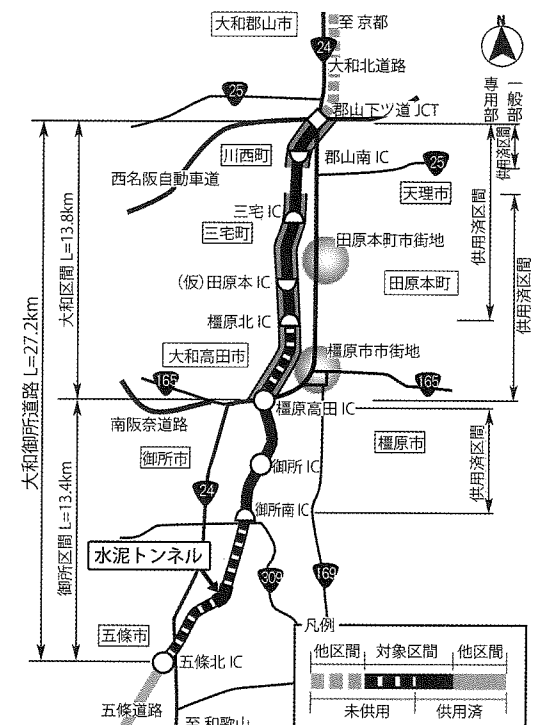 大和郡山市
至 京都
24
大和北道路
25
専用部
一般部
郡山下ツ道 JCT
供用済区間
川西町
郡山南 IC
25
西名阪自動車道
天理市
三宅 IC
三宅町
田原本町市街地
供用済区間
供用済区間
大和区間 L=13.8km
(仮)田原本 IC
田原本町
橿原北 IC
大和御所道路 L=27.2km
大和高田市
橿原市市街地
165
165
橿原高田 IC
南阪奈道路
橿原市
御所市
御所 IC
供用済区間
24
御所区間 L=13.4km
御所南 IC
水泥トンネル
309
169
凡例
五條市
他区間
対象区間
他区間
五條北 IC
未供用
供用済
五條道路
至 和歌山
N